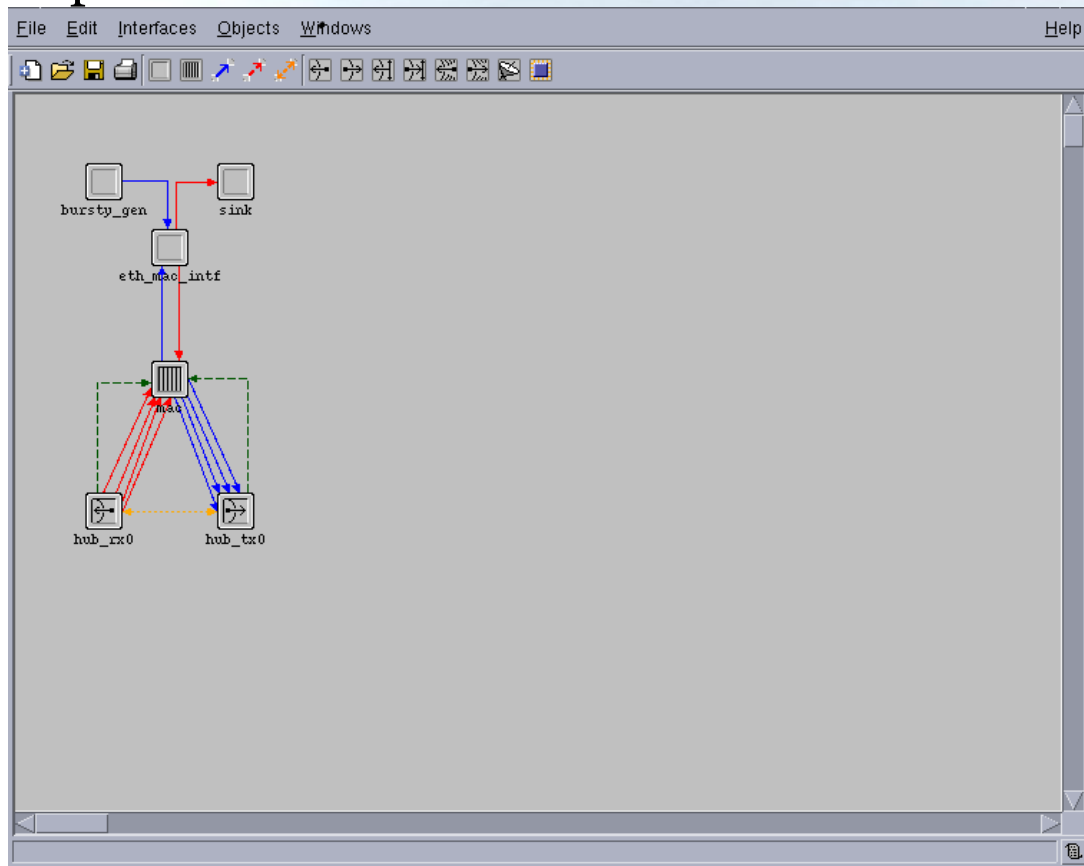 File Edit Interfaces Objects Windows Help
bursty_gen sink
eth_mac_intf
mac
hub_rx0 hub_tx0